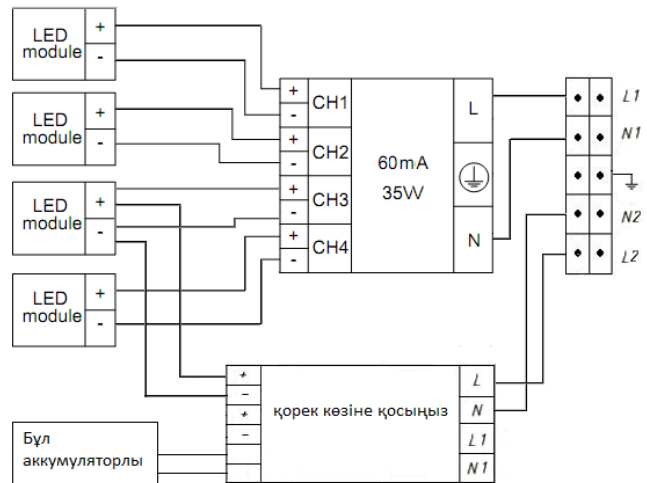 LED
module
+
-
LED
module
+
-
LED
module
+
-
LED
module
+
-
+
-
CH1
+
-
CH2
+
-
CH3
+
-
CH4
60mA
35W
L
N
L1
N1
N2
L2
+
-
+
-
қорек көзіне қосыңыз
L
N
L1
N1
Бұл
аккумуляторлы